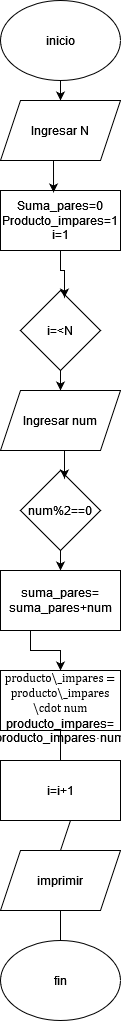 inicio
Ingresar N
Suma_pares=0
Producto_impares=1
i=1
i=<N
Ingresar num
num%2==0
suma_pares=
suma_pares+num
producto\_impares =
producto\_impares
\cdot num
producto_impares=
producto_impares·num
i=i+1
imprimir
fin